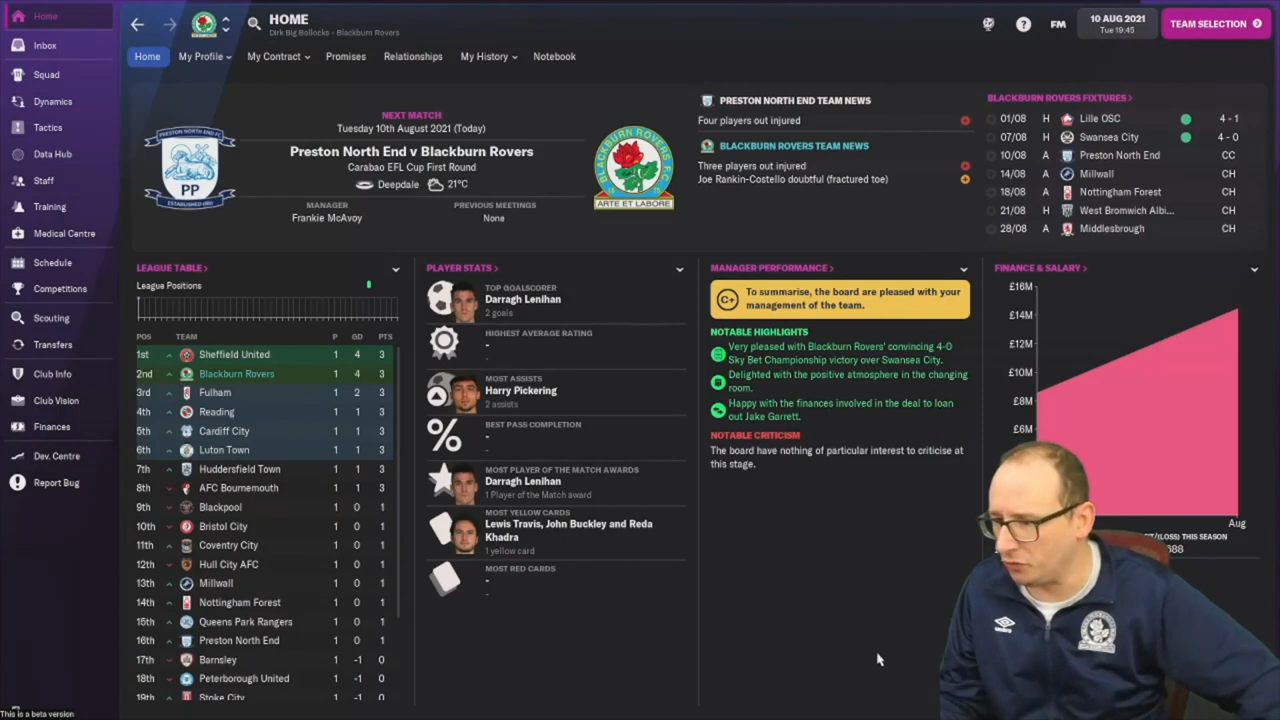 Home
HOME
Dirk Big Bollocks - Blackburn Rovers
FM
10 AUG 2021
Tue 19:45
TEAM SELECTION
Home
My Profile
My Contract
Promises
Relationships
My History
Notebook
Inbox
Squad
Dynamics
Tactics
Data Hub
Staff
Training
Medical Centre
Schedule
Competitions
Scouting
Transfers
Club Info
Club Vision
Finances
Dev. Centre
Report Bug
This is a beta version
PRESTON NORTH END FC
PP
NEXT MATCH
Tuesday 10th August 2021 (Today)
Preston North End v Blackburn Rovers
Carabao EFL Cup First Round
Deepdale
21°C
MANAGER
Frankie McAvoy
PREVIOUS MEETINGS
None
BLACKBURN ROVERS F.C.
ARTE ET LABORE
PRESTON NORTH END TEAM NEWS
Four players out injured
BLACKBURN ROVERS TEAM NEWS
Three players out injured
Joe Rankin-Costello doubtful (fractured toe)
BLACKBURN ROVERS FIXTURES >
01/08 H Lille OSC 4 - 1
07/08 H Swansea City 4 - 0
10/08 A Preston North End CC
14/08 A Millwall CH
18/08 A Nottingham Forest CH
21/08 H West Bromwich Albi... CH
28/08 A Middlesbrough CH
LEAGUE TABLE >
League Positions
POS TEAM P GD PTS
1st Sheffield United 1 4 3
2nd Blackburn Rovers 1 4 3
3rd Fulham 1 2 3
4th Reading 1 1 3
5th Cardiff City 1 1 3
6th Luton Town 1 1 3
7th Huddersfield Town 1 1 3
8th AFC Bournemouth 1 1 3
9th Blackpool 1 0 1
10th Bristol City 1 0 1
11th Coventry City 1 0 1
12th Hull City AFC 1 0 1
13th Millwall 1 0 1
14th Nottingham Forest 1 0 1
15th Queens Park Rangers 1 0 1
16th Preston North End 1 0 1
17th Barnsley 1 -1 0
18th Peterborough United 1 -1 0
19th Stoke City 1 -1 0
PLAYER STATS >
TOP GOALSCORER
Darragh Lenihan
2 goals
HIGHEST AVERAGE RATING
-
-
MOST ASSISTS
Harry Pickering
2 assists
BEST PASS COMPLETION
-
-
MOST PLAYER OF THE MATCH AWARDS
Darragh Lenihan
1 Player of the Match award
MOST YELLOW CARDS
Lewis Travis, John Buckley and Reda
Khadra
1 yellow card
MOST RED CARDS
-
-
MANAGER PERFORMANCE >
C+
To summarise, the board are pleased with your
management of the team.
NOTABLE HIGHLIGHTS
Very pleased with Blackburn Rovers' convincing 4-0
Sky Bet Championship victory over Swansea City.
Delighted with the positive atmosphere in the changing
room.
Happy with the finances involved in the deal to loan
out Jake Garrett.
NOTABLE CRITICISM
The board have nothing of particular interest to criticise at
this stage.
FINANCE & SALARY >
£16M
£14M
£12M
£10M
£8M
£6M
Aug
THIS SEASON
umbro